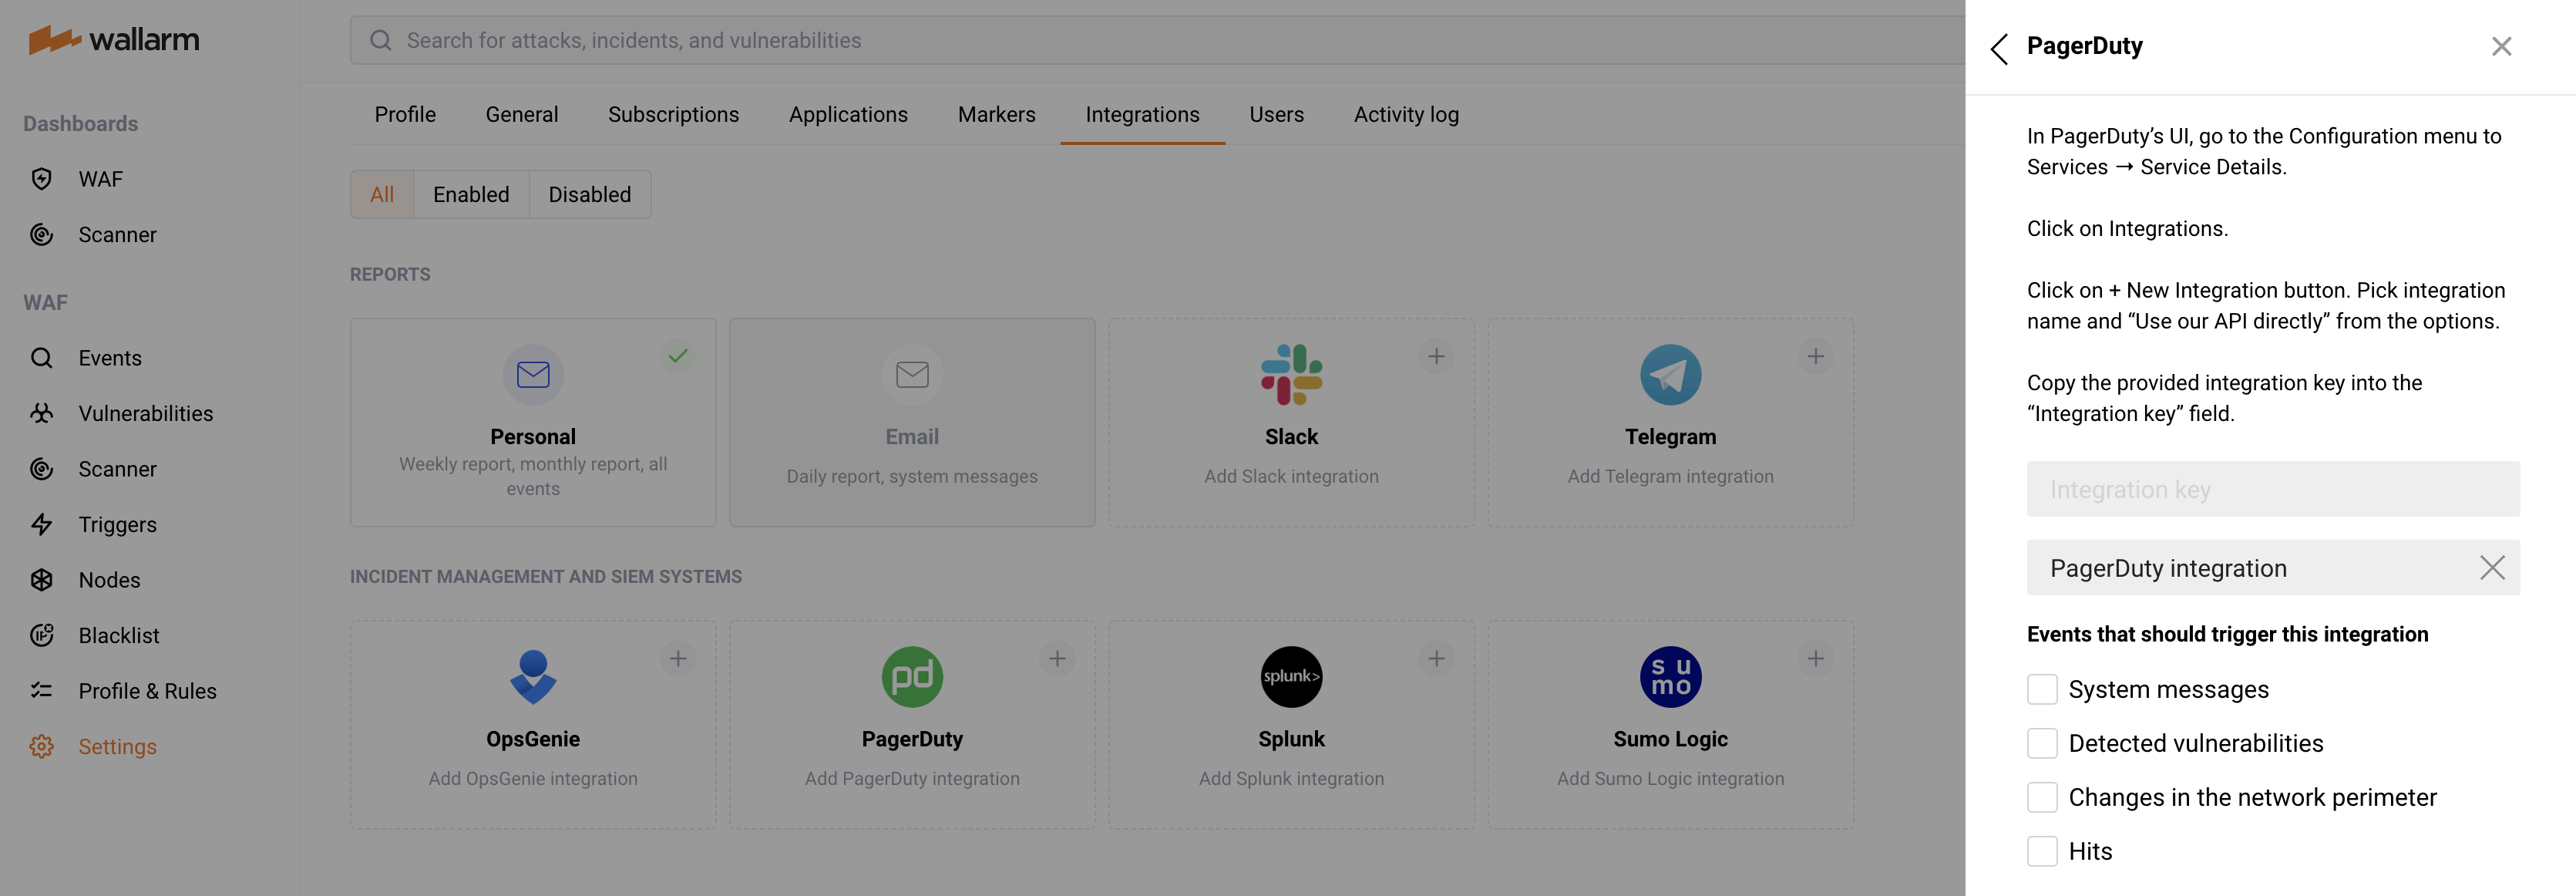 wallarm
Dashboards
WAF
Scanner
WAF
Events
Vulnerabilities
Scanner
Triggers
Nodes
Blacklist
Profile & Rules
Settings
Search for attacks, incidents, and vulnerabilities
Profile General Subscriptions Applications Markers Integrations Users Activity log
All Enabled Disabled
REPORTS
Personal
Weekly report, monthly report, all
events
Email
Daily report, system messages
Slack
Add Slack integration
Telegram
Add Telegram integration
INCIDENT MANAGEMENT AND SIEM SYSTEMS
OpsGenie
Add OpsGenie integration
pd
PagerDuty
Add PagerDuty integration
splunk>
Splunk
Add Splunk integration
su
mo
Sumo Logic
Add Sumo Logic integration
PagerDuty
In PagerDuty’s UI, go to the Configuration menu to
Services → Service Details.
Click on Integrations.
Click on + New Integration button. Pick integration
name and “Use our API directly” from the options.
Copy the provided integration key into the
“Integration key” field.
Integration key
PagerDuty integration
Events that should trigger this integration
System messages
Detected vulnerabilities
Changes in the network perimeter
Hits